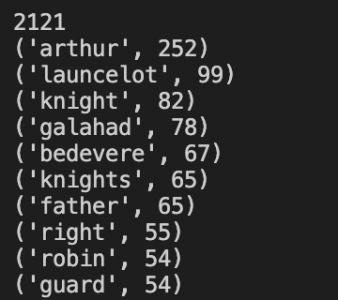 2121
('arthur', 252)
('launcelot', 99)
('knight', 82)
('galahad', 78)
('bedevere', 67)
('knights', 65)
('father', 65)
('right', 55)
('robin', 54)
('guard', 54)